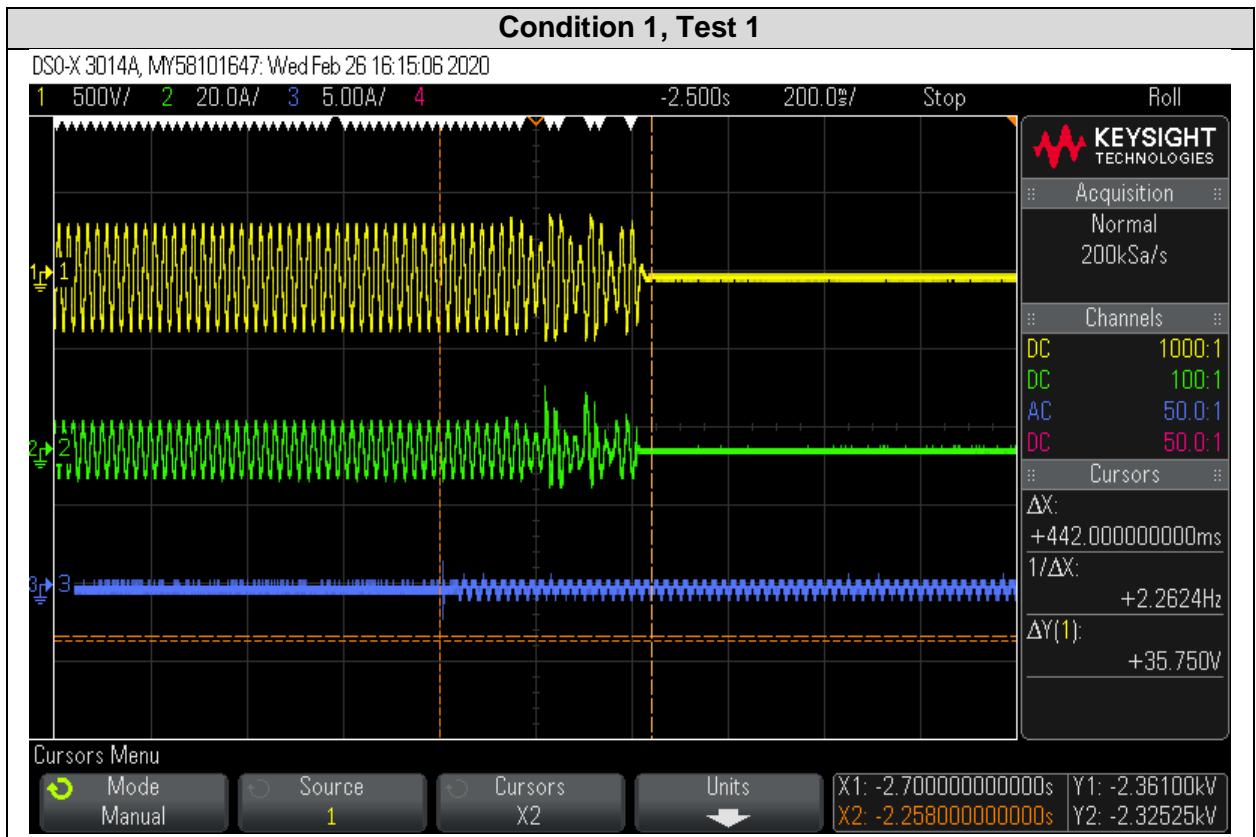 Condition 1, Test 1
DSO-X 3014A, MY58101647: Wed Feb 26 16:15:06 2020
1 500V/ 2 20.0A/ 3 5.00A/ 4 -2.500s 200.0ms/ Stop Roll
KEYSIGHT
TECHNOLOGIES
Acquisition
Normal
200kSa/s
1 1
Channels
DC 1000:1
DC 100:1
AC 50.0:1
DC 50.0:1
2 2
Cursors
ΔX:
+442.000000000ms
1/ΔX:
+2.2624Hz
3 3
ΔY(1):
+35.750V
Cursors Menu
Mode
Manual
Source
1
Cursors
X2
Units
X1: -2.700000000000s Y1: -2.36100kV
X2: -2.258000000000s Y2: -2.32525kV